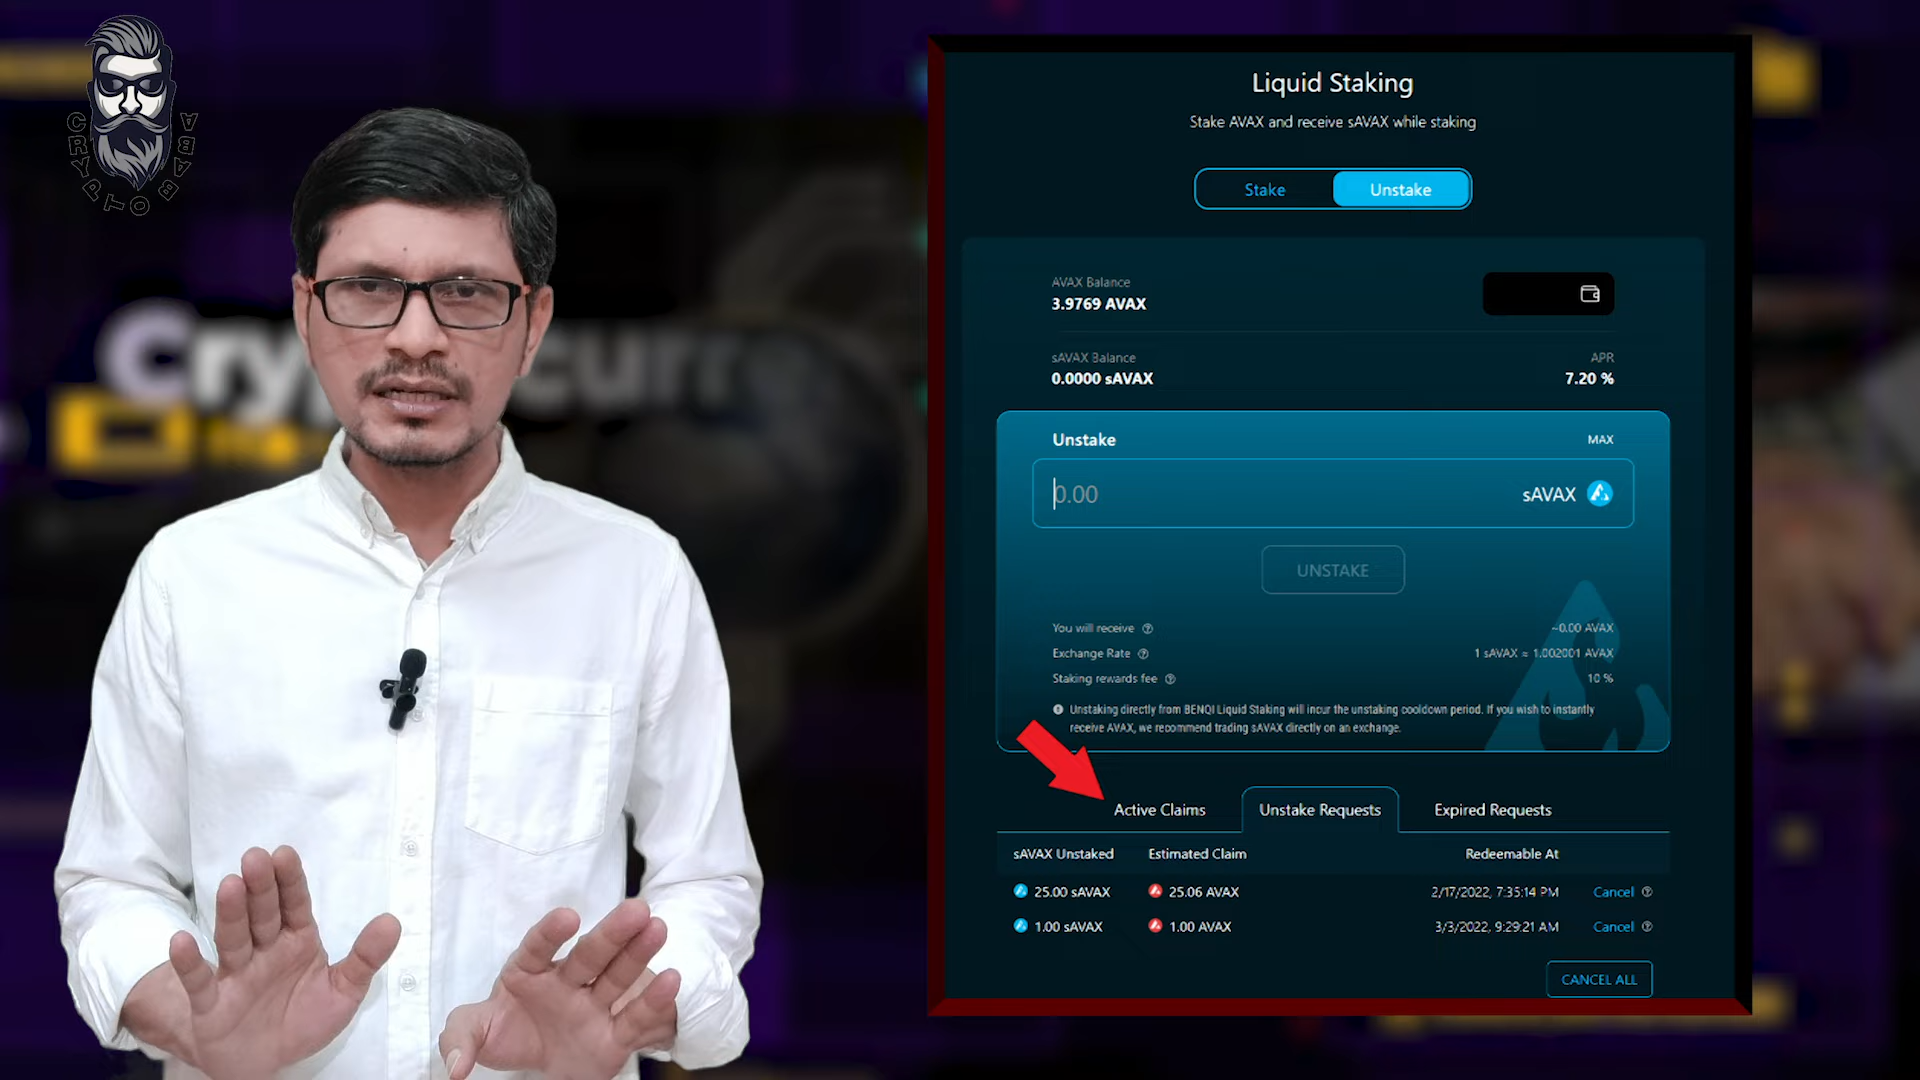 CRYPTO BABA
Liquid Staking
Stake AVAX and receive sAVAX while staking
Stake
Unstake
AVAX Balance
3.9769 AVAX
sAVAX Balance
APR
0.0000 sAVAX
7.20 %
Unstake
MAX
0.00
sAVAX
UNSTAKE
You will receive
~0.00 AVAX
Exchange Rate
1 sAVAX ≈ 1.002001 AVAX
Staking rewards fee
10 %
Unstaking directly from BENQI Liquid Staking will incur the unstaking cooldown period. If you wish to instantly
receive AVAX, we recommend trading sAVAX directly on an exchange.
Active Claims
Unstake Requests
Expired Requests
sAVAX Unstaked
Estimated Claim
Redeemable At
25.00 sAVAX
25.06 AVAX
2/17/2022, 7:35:14 PM
Cancel
1.00 sAVAX
1.00 AVAX
3/3/2022, 9:29:21 AM
Cancel
CANCEL ALL